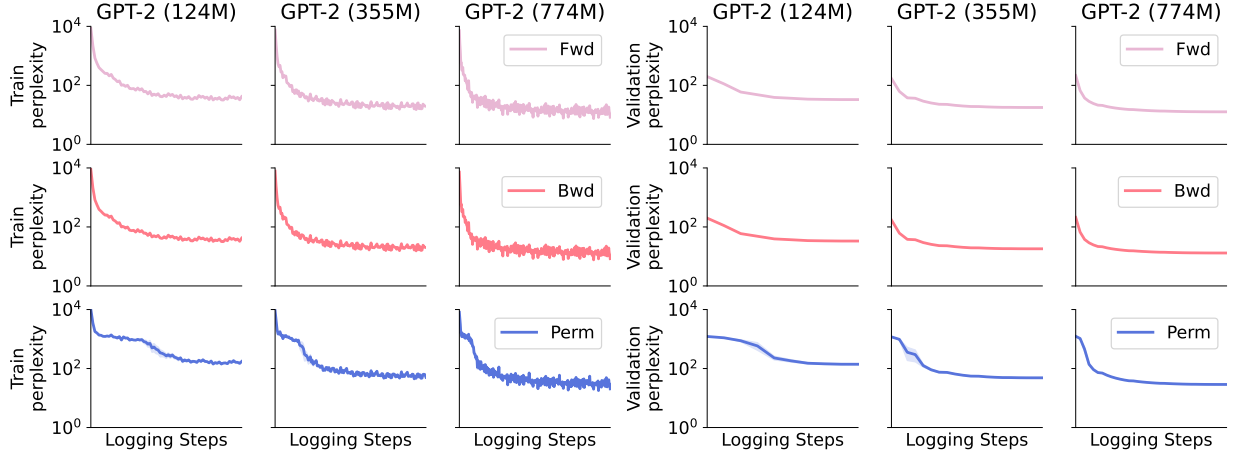 GPT-2 (124M) GPT-2 (355M) GPT-2 (774M) GPT-2 (124M) GPT-2 (355M) GPT-2 (774M)
Train perplexity
10^4
10^2
10^0
Fwd
Validation perplexity
10^4
10^2
10^0
Fwd
Train perplexity
10^4
10^2
10^0
Bwd
Validation perplexity
10^4
10^2
10^0
Bwd
Train perplexity
10^4
10^2
10^0
Perm
Validation perplexity
10^4
10^2
10^0
Perm
Logging Steps Logging Steps Logging Steps Logging Steps Logging Steps Logging Steps